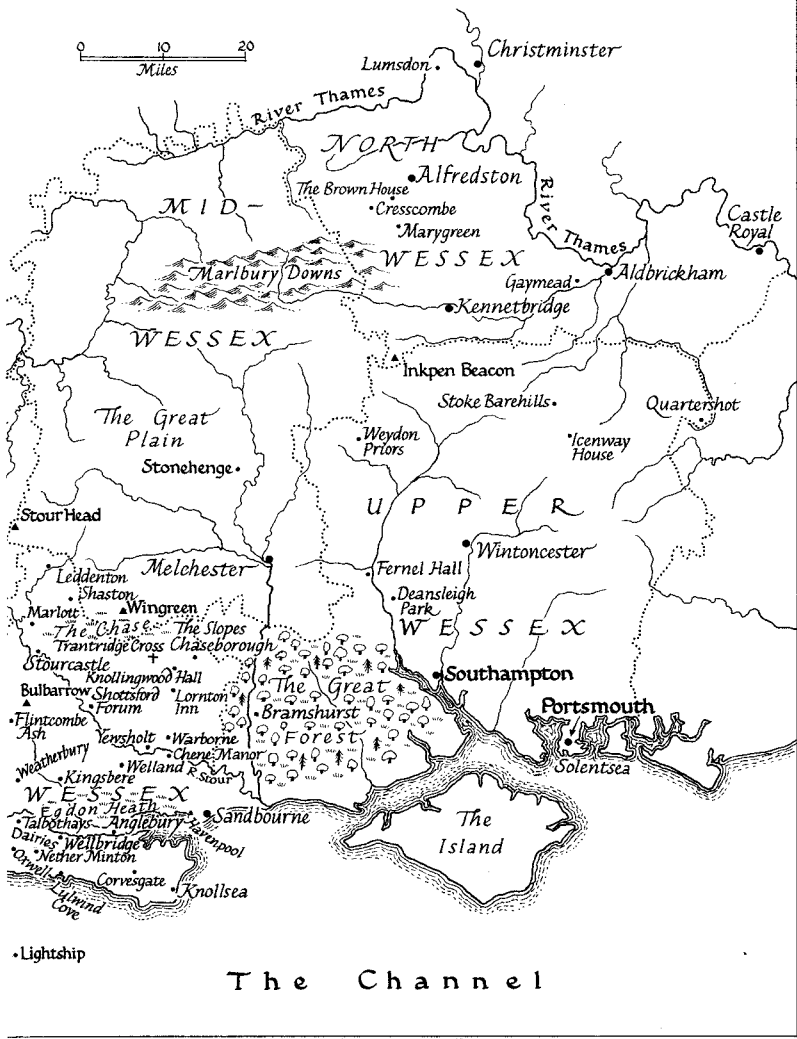 0 10 20
Miles
Christminster
Lumsdon
River Thames
NORTH
Alfredston
The Brown House
Cresscombe
Marygreen
MID-
River Thames
Castle
Royal
WESSEX
Marlbury Downs
Gaymead
Aldbrickham
Kennetbridge
WESSEX
Inkpen Beacon
Stoke Barehills
Quartershot
The Great
Plain
Weydon
Priors
Icenway
House
Stonehenge
UPPER
Stour Head
Wintoncester
Melchester
Fernel Hall
Leddenton
Shaston
Deansleigh
Park
Marlott
Wingreen
WESSEX
The Chase
The Slopes
Trantridge Cross
Chaseborough
Stourcastle
Knollingwood Hall
Southampton
The Great
Bulbarrow
Shottsford
Forum
Lornton
Inn
Portsmouth
Bramshurst
Flintcombe
Ash
Forest
Yewsholt
Warborne
Chene Manor
Solentsea
Weatherbury
Welland
R. Stour
Kingsbere
WESSEX
Egdon Heath
Talbothays
Anglebury
Sandbourne
The
Island
Dairies
Wellbridge
Havenpool
Nether Minton
Oxwell
Corvesgate
Knollsea
Lulwind
Cove
Lightship
The Channel